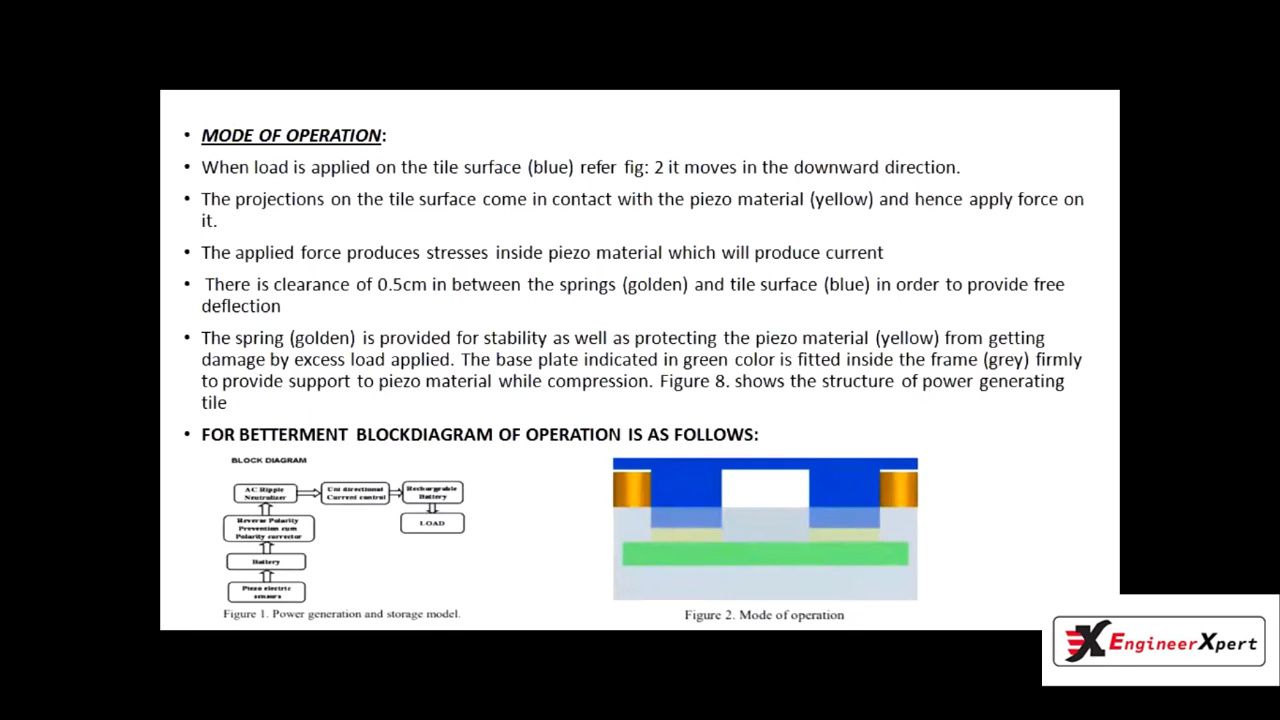 • MODE OF OPERATION:
• When load is applied on the tile surface (blue) refer fig: 2 it moves in the downward direction.
• The projections on the tile surface come in contact with the piezo material (yellow) and hence apply force on
it.
• The applied force produces stresses inside piezo material which will produce current
• There is clearance of 0.5cm in between the springs (golden) and tile surface (blue) in order to provide free
deflection
• The spring (golden) is provided for stability as well as protecting the piezo material (yellow) from getting
damage by excess load applied. The base plate indicated in green color is fitted inside the frame (grey) firmly
to provide support to piezo material while compression. Figure 8. shows the structure of power generating
tile
• FOR BETTERMENT BLOCKDIAGRAM OF OPERATION IS AS FOLLOWS:
BLOCK DIAGRAM
AC Ripple
Neutralizer
Uni directional
Current control
Rechargable
Battery
LOAD
Reverse Polarity
Prevention cum
Polarity corrector
Battery
Piezo electric
sensors
Figure 1. Power generation and storage model.
Figure 2. Mode of operation
EngineerXpert